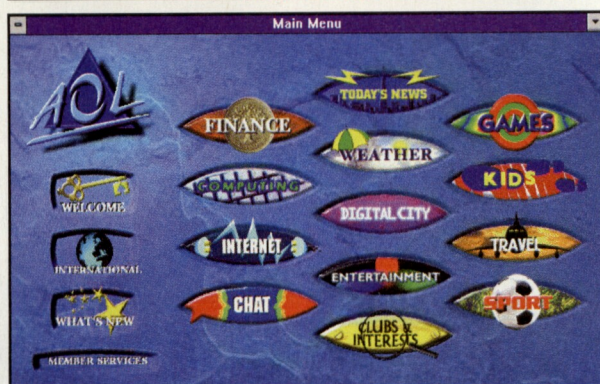 Main Menu
AOL
WELCOME
INTERNATIONAL
WHAT'S NEW
MEMBER SERVICES
FINANCE
COMPUTING
INTERNET
CHAT
TODAY'S NEWS
WEATHER
DIGITAL CITY
ENTERTAINMENT
CLUBS &
INTERESTS
GAMES
KIDS
TRAVEL
SPORT